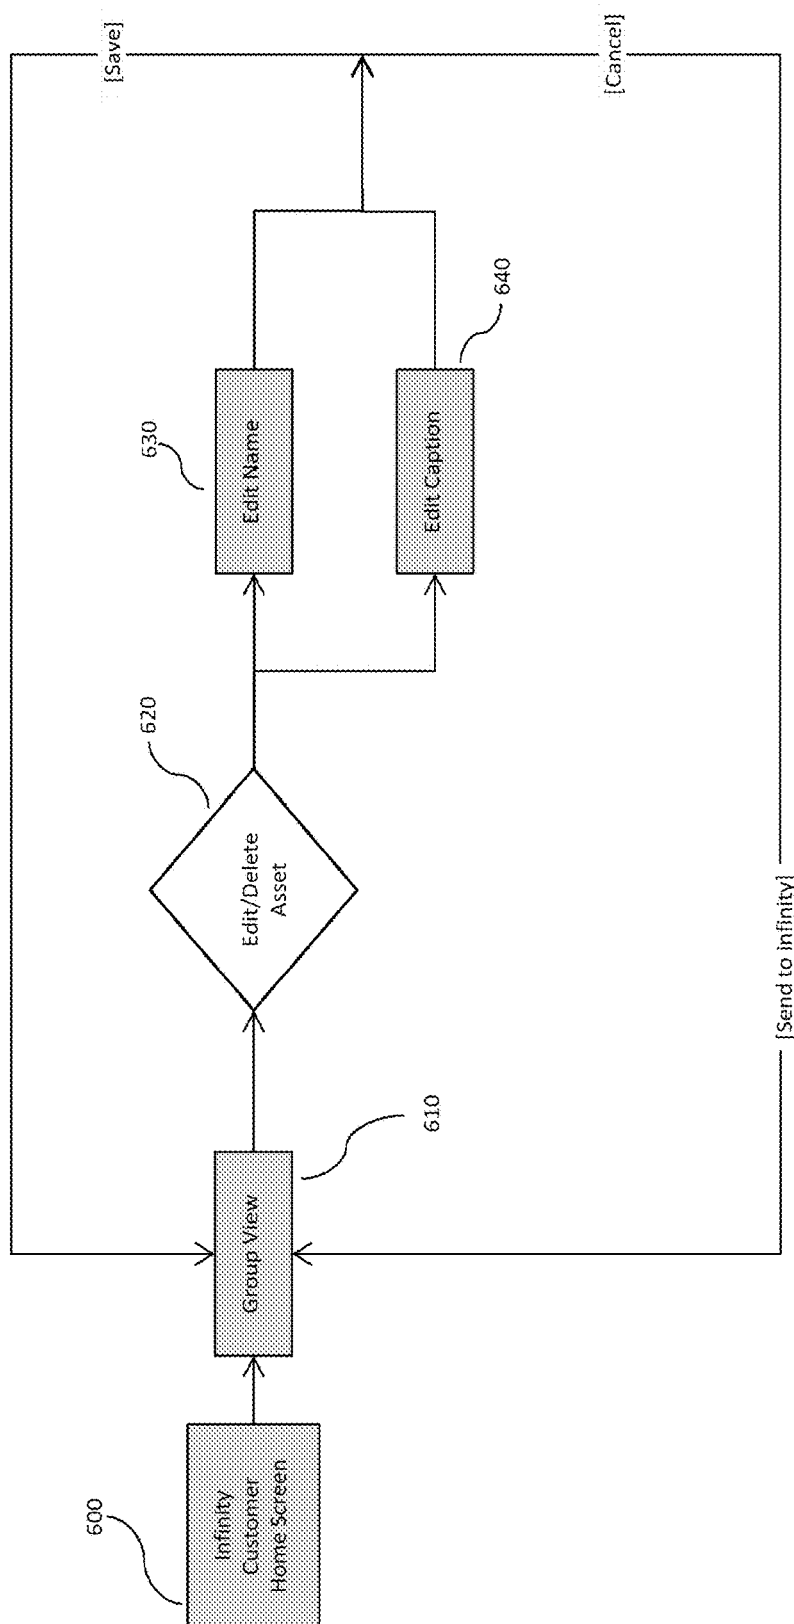 600
Infinity
Customer
Home Screen
Group View
610
Edit/Delete
Asset
620
Edit Name
630
Edit Caption
640
[Save]
[Cancel]
[Send to infinity]